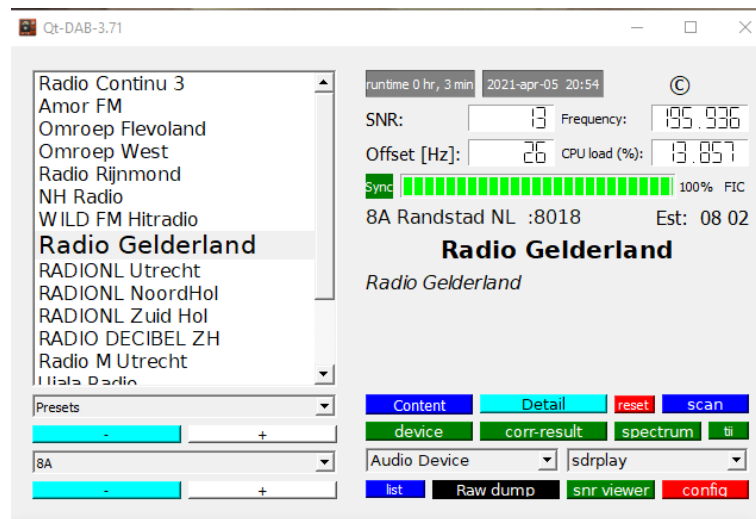 Qt-DAB-3.71
Radio Continu 3
Amor FM
Omroep Flevoland
Omroep West
Radio Rijnmond
NH Radio
WILD FM Hitradio
Radio Gelderland
RADIONL Utrecht
RADIONL NoordHol
RADIONL Zuid Hol
RADIO DECIBEL ZH
Radio M Utrecht
Presets
- +
8A
- +
runtime 0 hr, 3 min 2021-apr-05 20:54 ©
SNR: 13 Frequency: 195.936
Offset [Hz]: 26 CPU load (%): 13.857
Sync 100% FIC
8A Randstad NL :8018 Est: 08 02
Radio Gelderland
Radio Gelderland
Content Detail reset scan
device corr-result spectrum tii
Audio Device sdrplay
list Raw dump snr viewer config